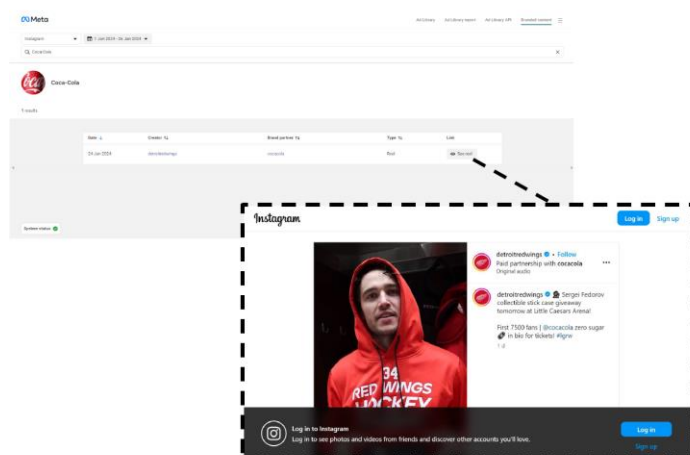 Meta
Ad Library
Ad Library report
Ad Library API
Branded content
Instagram
1 Jan 2024 - 24 Jan 2024
Coca-Cola
Coca-Cola
Date
Creator
Brand partner
Type
Link
24 Jan 2024
detroitredwings
cocacola
System status
Instagram
Log in
Sign up
detroitredwings • Follow
Paid partnership with cocacola
Original audio
detroitredwings Sergei Fedorov
collectible stick case giveaway
tomorrow at Little Caesars Arena!
First 7500 fans | @cocacola zero sugar
in bio for tickets! #lgrw
34
RED WINGS
HOCKEY
Log in to Instagram
Log in to see photos and videos from friends and discover other accounts you'll love.
Log in
Sign up